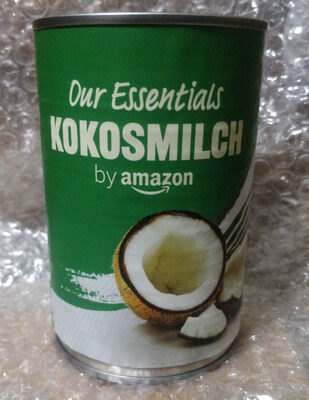 Our Essentials
KOKOSMILCH
by amazon